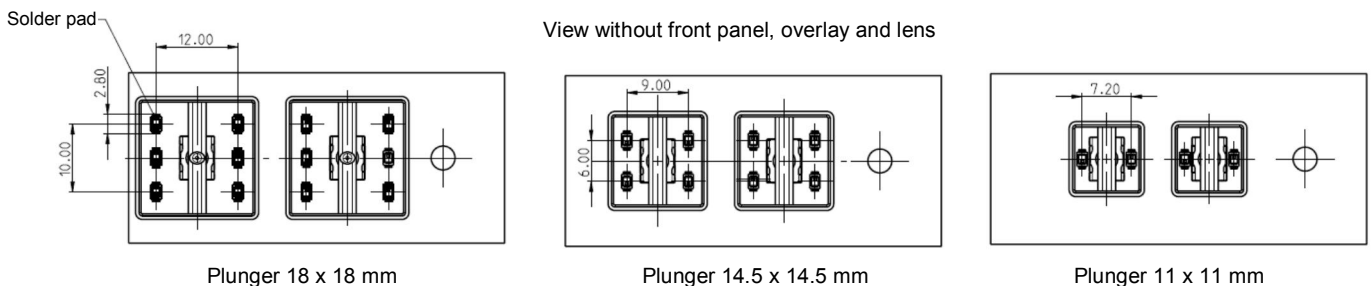 Solder pad
View without front panel, overlay and lens
12.00
2.80
10.00
9.00
6.00
7.20
Plunger 18 x 18 mm
Plunger 14.5 x 14.5 mm
Plunger 11 x 11 mm